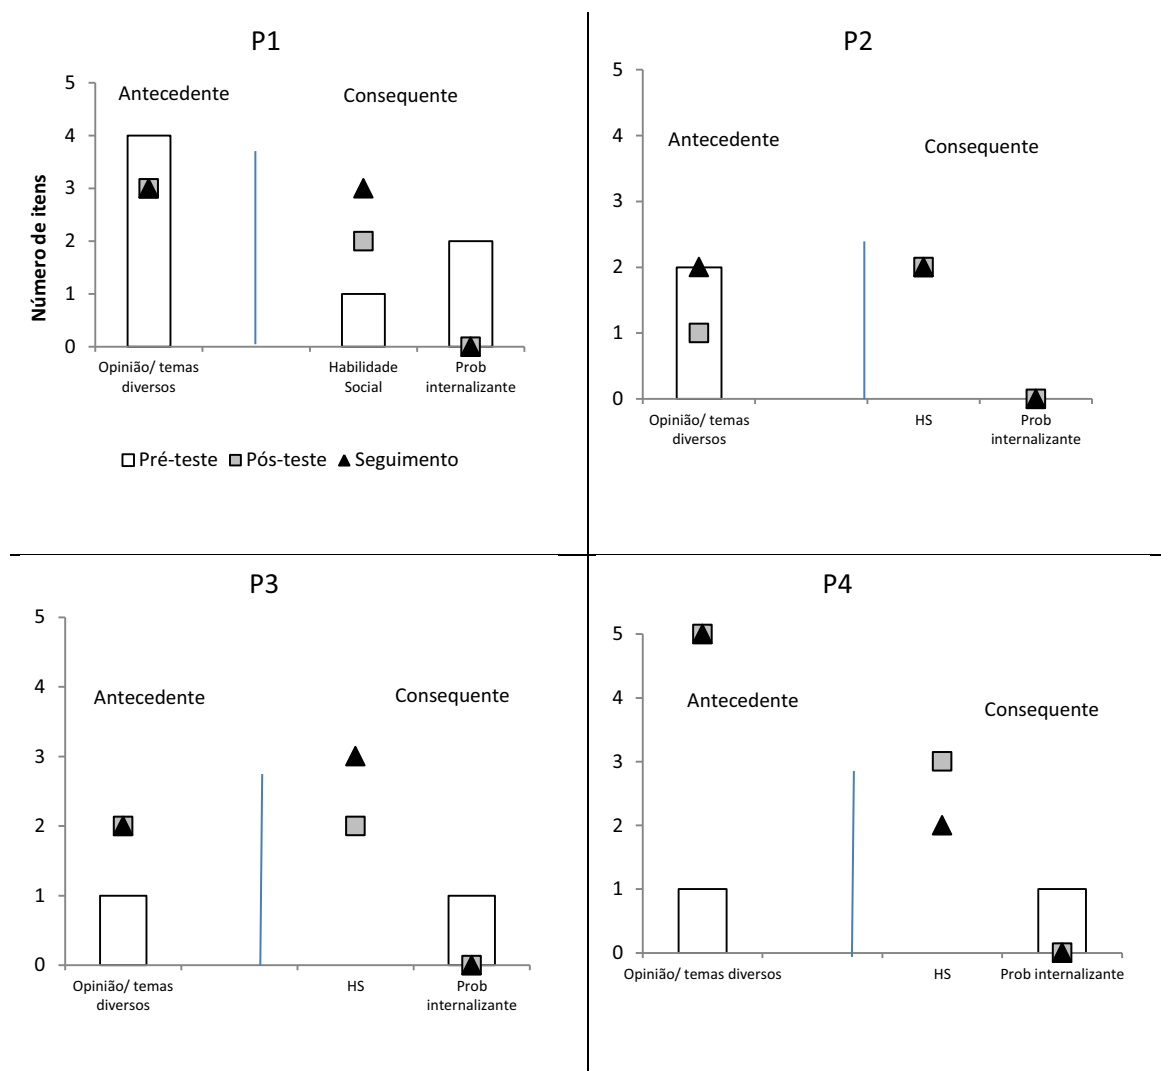 P1
5
4
3
2
1
0
Número de itens
Antecedente
Consequente
Opinião/ temas
diversos
Habilidade
Social
Prob
internalizante
Pré-teste Pós-teste Seguimento
P2
5
4
3
2
1
0
Antecedente
Consequente
Opinião/ temas
diversos
HS
Prob
internalizante
P3
5
4
3
2
1
0
Antecedente
Consequente
Opinião/ temas
diversos
HS
Prob
internalizante
P4
5
4
3
2
1
0
Antecedente
Consequente
Opinião/ temas diversos
HS
Prob internalizante